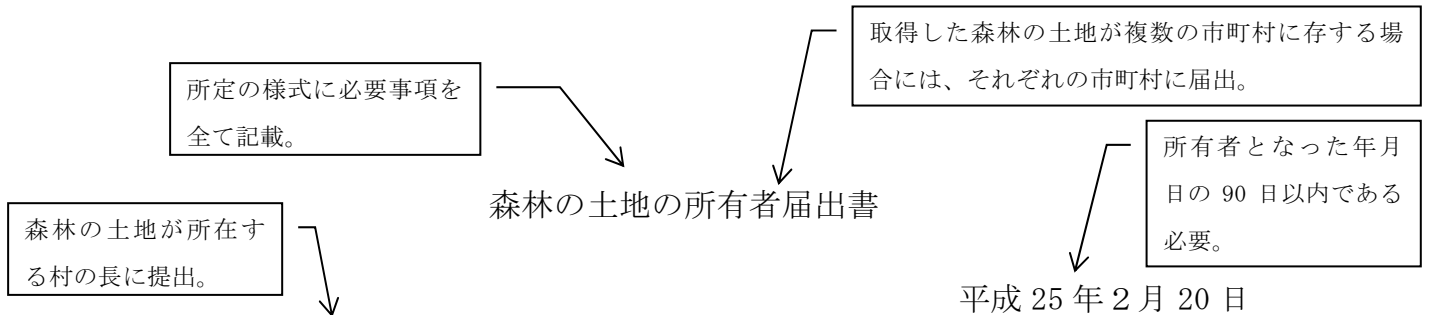 取得した森林の土地が複数の市町村に存する場
合には、それぞれの市町村に届出。
所定の様式に必要事項を
全て記載。
所有者となった年月
日の 90 日以内である
必要。
森林の土地の所有者届出書
森林の土地が所在す
る村の長に提出。
平成 25 年２月 20 日